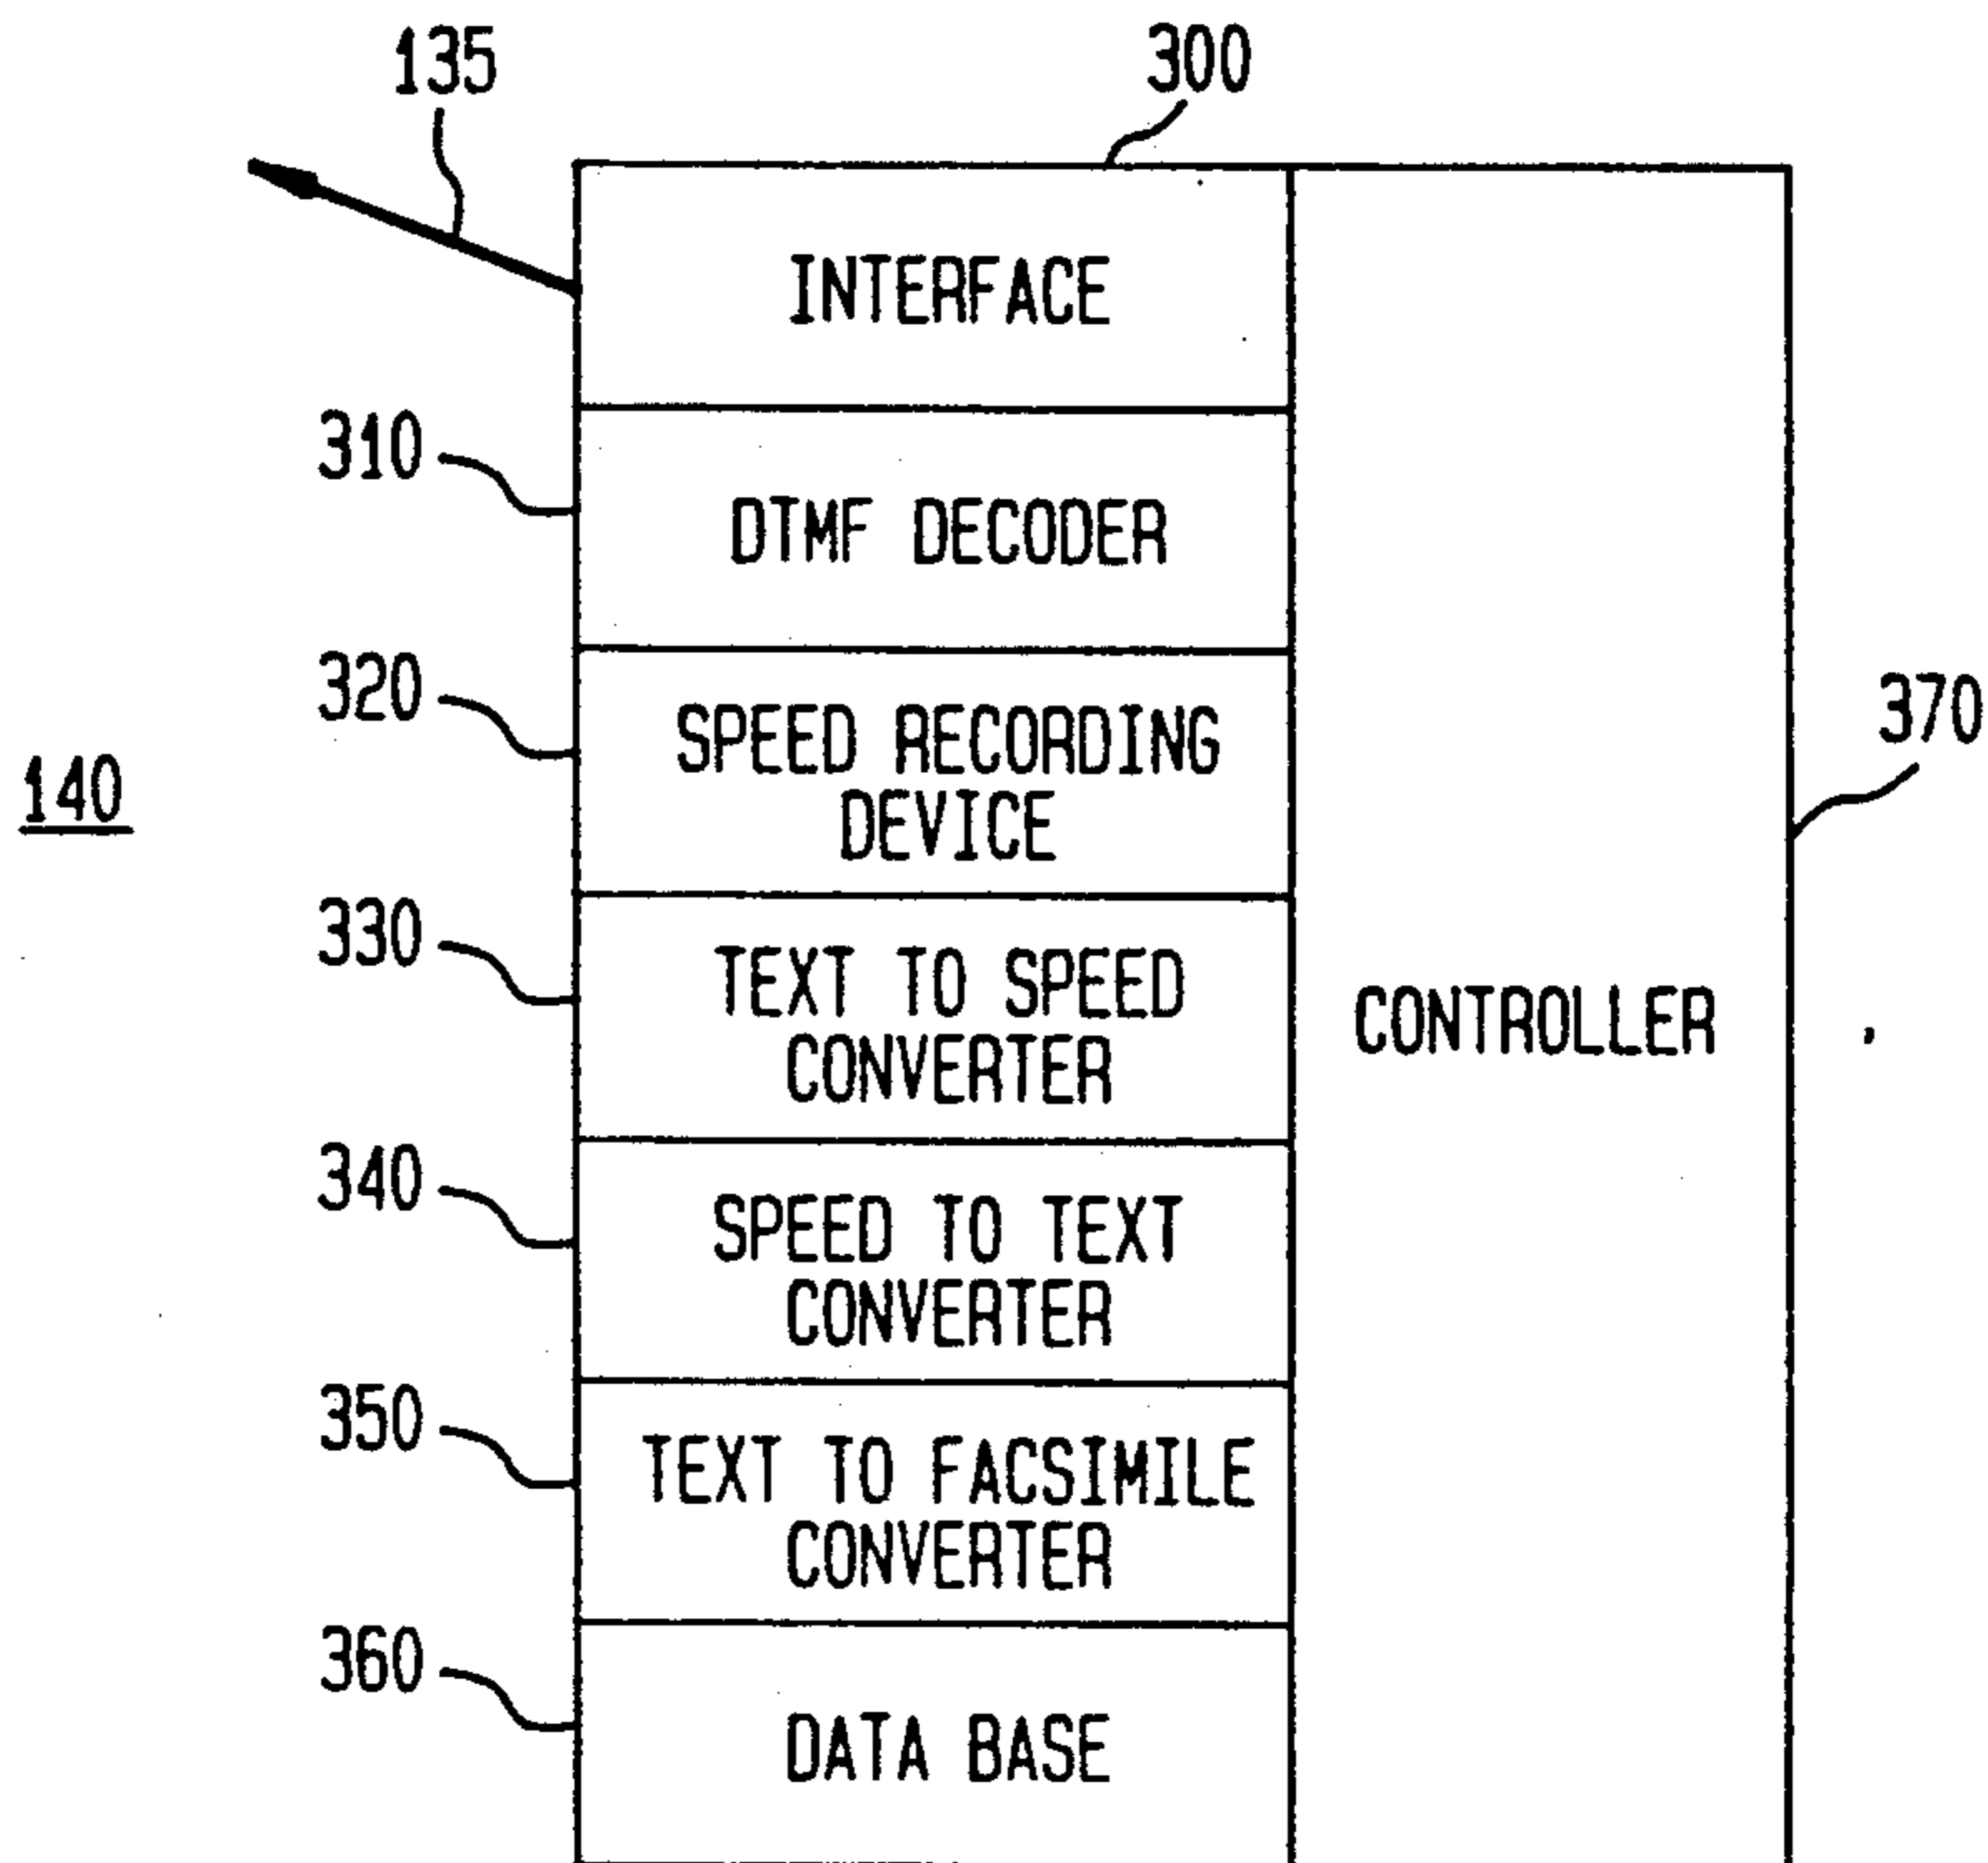 135
300
INTERFACE
310
DTMF DECODER
320
SPEED RECORDING
DEVICE
370
140
330
TEXT TO SPEED
CONVERTER
CONTROLLER
340
SPEED TO TEXT
CONVERTER
350
TEXT TO FACSIMILE
CONVERTER
360
DATA BASE